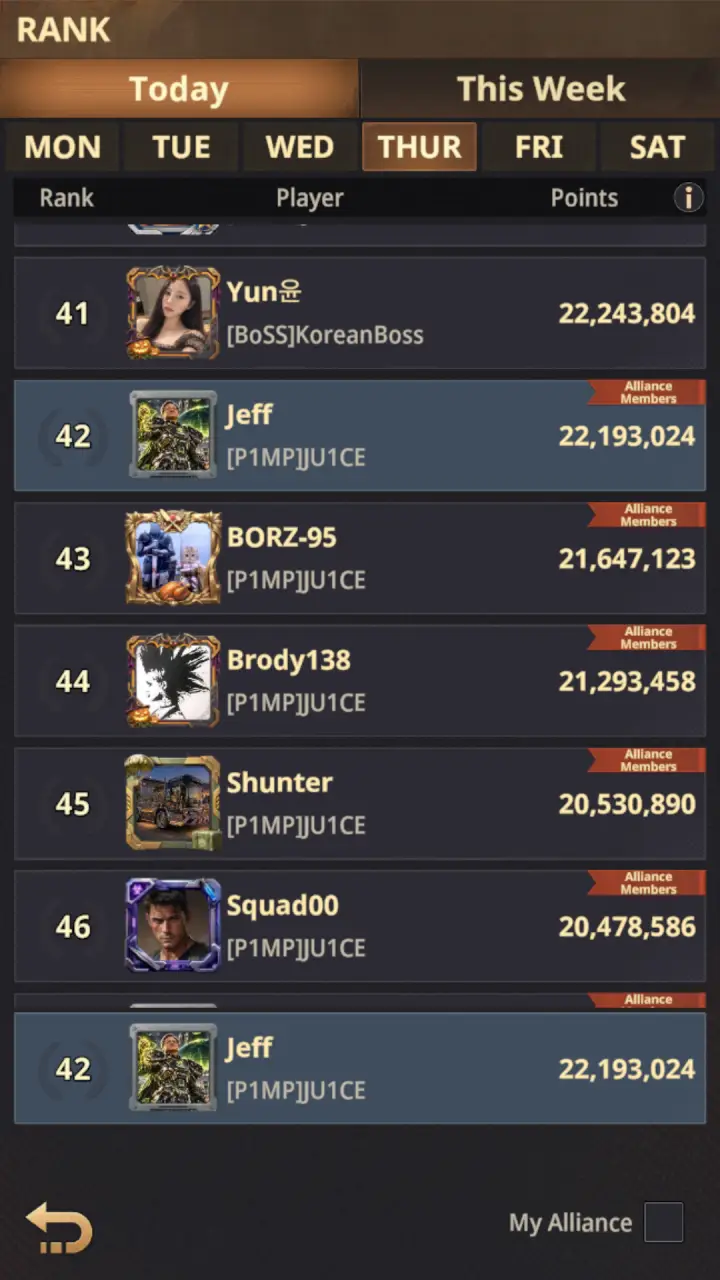 RANK
Today
This Week
MON
TUE
WED
THUR
FRI
SAT
Rank
Player
Points
i
41
Yun윤
[BoSS]KoreanBoss
22,243,804
Alliance
Members
42
Jeff
[P1MP]JU1CE
22,193,024
Alliance
Members
43
BORZ-95
[P1MP]JU1CE
21,647,123
Alliance
Members
44
Brody138
[P1MP]JU1CE
21,293,458
Alliance
Members
45
Shunter
[P1MP]JU1CE
20,530,890
Alliance
Members
46
Squad00
[P1MP]JU1CE
20,478,586
Alliance
42
Jeff
[P1MP]JU1CE
22,193,024
My Alliance